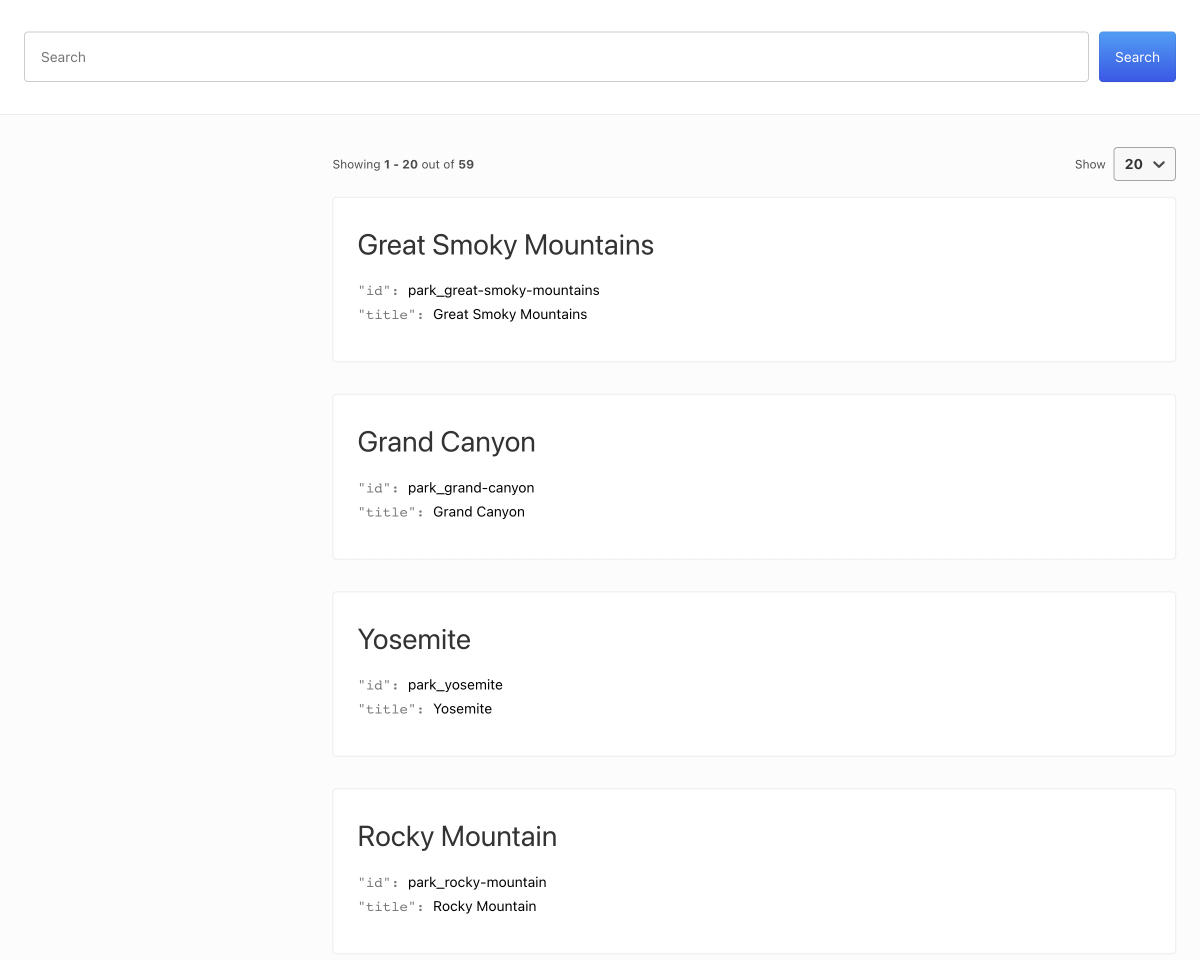 Search
Search
Showing 1 - 20 out of 59
Show 20
Great Smoky Mountains
"id": park_great-smoky-mountains
"title": Great Smoky Mountains
Grand Canyon
"id": park_grand-canyon
"title": Grand Canyon
Yosemite
"id": park_yosemite
"title": Yosemite
Rocky Mountain
"id": park_rocky-mountain
"title": Rocky Mountain